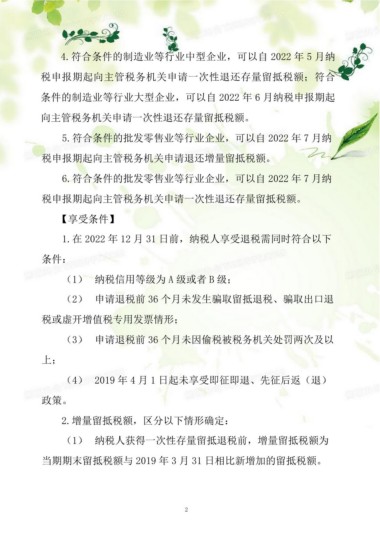 4.符合条件的制造业等行业中型企业，可以自 2022 年 5 月纳
税申报期起向主管税务机关申请一次性退还存量留抵税额；符合
条件的制造业等行业大型企业，可以自 2022 年 6 月纳税申报期起
向主管税务机关申请一次性退还存量留抵税额。
5.符合条件的批发零售业等行业企业，可以自 2022 年 7 月纳
税申报期起向主管税务机关申请退还增量留抵税额。
6.符合条件的批发零售业等行业企业，可以自 2022 年 7 月纳
税申报期起向主管税务机关申请一次性退还存量留抵税额。
【享受条件】
1.在 2022 年 12 月 31 日前，纳税人享受退税需同时符合以下
条件：
（1） 纳税信用等级为 A 级或者 B 级；
（2） 申请退税前 36 个月未发生骗取留抵退税、骗取出口退
税或虚开增值税专用发票情形；
（3） 申请退税前 36 个月未因偷税被税务机关处罚两次及以
上；
（4） 2019 年 4 月 1 日起未享受即征即退、先征后返（退）
政策。
2.增量留抵税额，区分以下情形确定：
（1） 纳税人获得一次性存量留抵退税前，增量留抵税额为
当期期末留抵税额与 2019 年 3 月 31 日相比新增加的留抵税额。
2